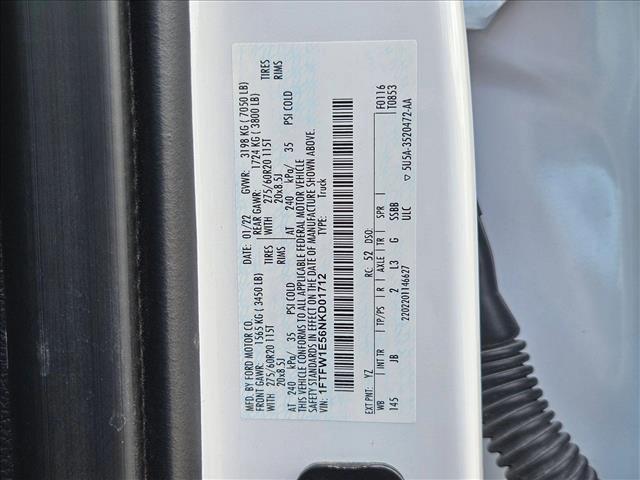 MFD. BY FORD MOTOR CO. DATE: 01/22 GVWR: 3198 KG ( 7050 LB)
FRONT GAWR: 1565 KG ( 3450 LB) REAR GAWR: 1724 KG ( 3800 LB)
WITH TIRES WITH TIRES
275/60R20 115T 275/60R20 115T
20x8.5J RIMS 20x8.5J RIMS
AT 240 kPa/ 35 PSI COLD AT 240 kPa/ 35 PSI COLD
THIS VEHICLE CONFORMS TO ALL APPLICABLE FEDERAL MOTOR VEHICLE
SAFETY STANDARDS IN EFFECT ON THE DATE OF MANUFACTURE SHOWN ABOVE.
VIN: 1FTFW1E56NKD01712
TYPE: Truck
EXT PNT: YZ RC: 52 DSO: F0116
T0853
WB INT TR TP/PS R AXLE TR SPR
145 JB 2 L3 G SSBB
2202201146627 ULC
5U5A-3520472-AA